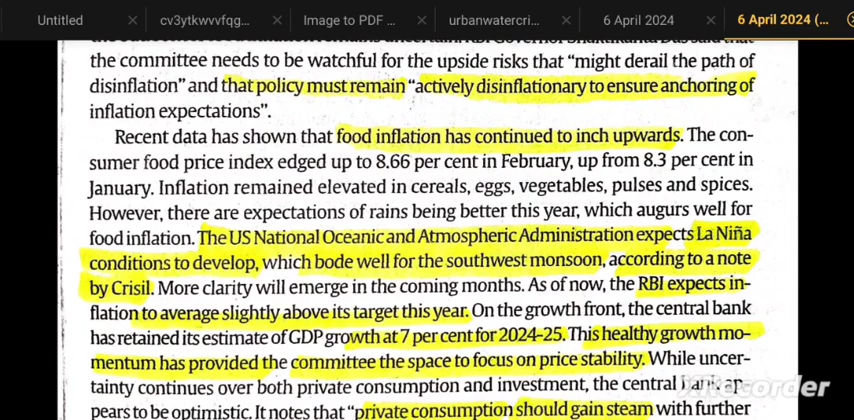 Untitled
cv3ytkwvvfqg...
Image to PDF ...
urbanwatercri...
6 April 2024
6 April 2024 (...
the committee needs to be watchful for the upside risks that “might derail the path of
disinflation” and that policy must remain “actively disinflationary to ensure anchoring of
inflation expectations”.
Recent data has shown that food inflation has continued to inch upwards. The con-
sumer food price index edged up to 8.66 per cent in February, up from 8.3 per cent in
January. Inflation remained elevated in cereals, eggs, vegetables, pulses and spices.
However, there are expectations of rains being better this year, which augurs well for
food inflation. The US National Oceanic and Atmospheric Administration expects La Niña
conditions to develop, which bode well for the southwest monsoon, according to a note
by Crisil. More clarity will emerge in the coming months. As of now, the RBI expects in-
flation to average slightly above its target this year. On the growth front, the central bank
has retained its estimate of GDP growth at 7 per cent for 2024-25. This healthy growth mo-
mentum has provided the committee the space to focus on price stability. While uncer-
tainty continues over both private consumption and investment, the central bank ap-
pears to be optimistic. It notes that “private consumption should gain steam with further
XRecorder